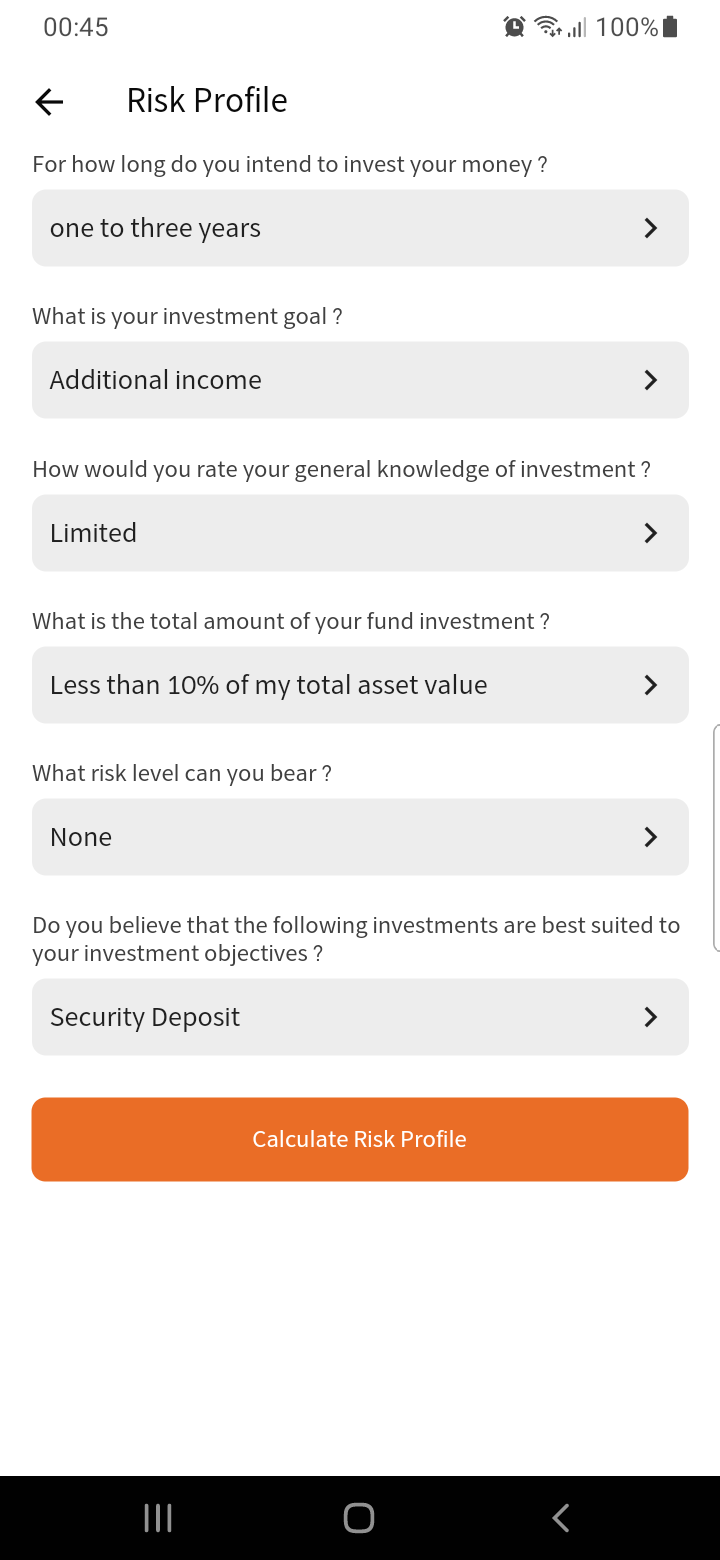 00:45
100%
Risk Profile
For how long do you intend to invest your money ?
one to three years
What is your investment goal ?
Additional income
How would you rate your general knowledge of investment ?
Limited
What is the total amount of your fund investment ?
Less than 10% of my total asset value
What risk level can you bear ?
None
Do you believe that the following investments are best suited to
your investment objectives ?
Security Deposit
Calculate Risk Profile